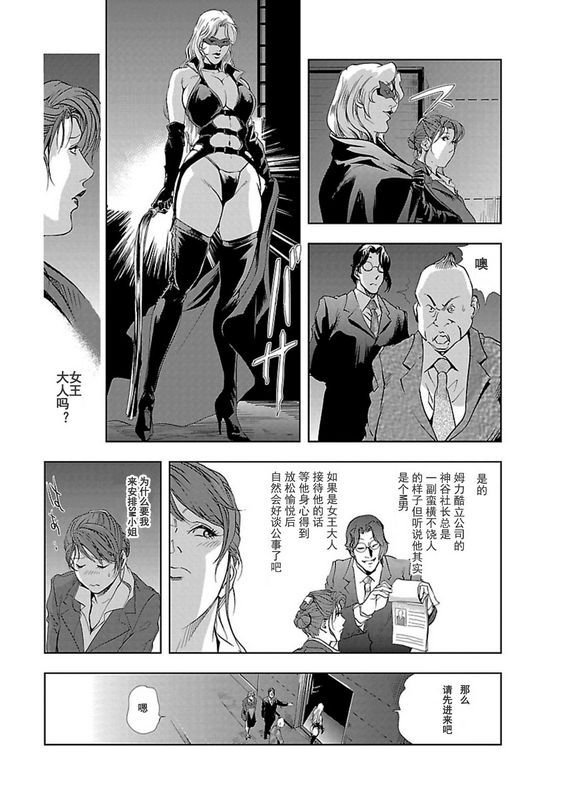 噢
女王
大人吗？
是的
姆力酷立公司的
神谷社长总是
一副蛮横不饶人
的样子但听说他其实
是个M男
如果是女王大人
接待他的话
等他身心得到
放松愉悦后
自然会好谈公事了吧
为什么要我
来安排SM小姐
那么
请先进来吧
嗯